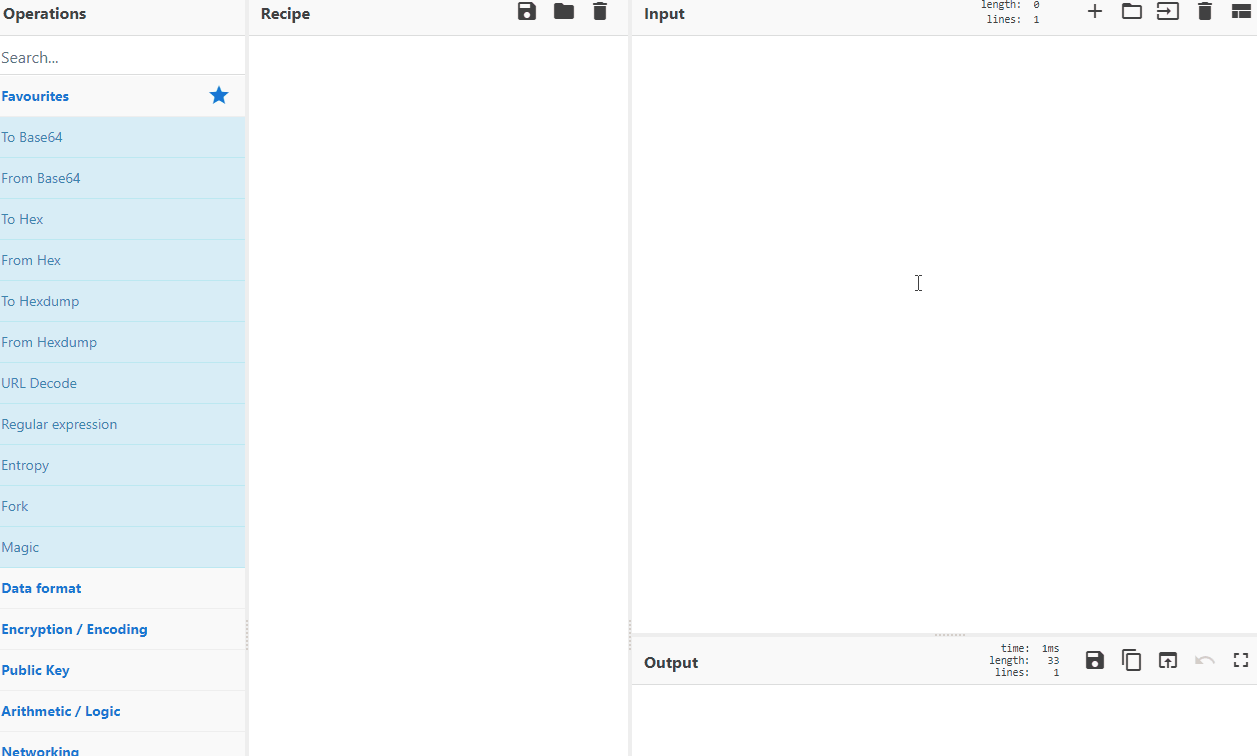 Operations
Search...
Favourites
To Base64
From Base64
To Hex
From Hex
To Hexdump
From Hexdump
URL Decode
Regular expression
Entropy
Fork
Magic
Data format
Encryption / Encoding
Public Key
Arithmetic / Logic
Networking
Recipe
Input
length: 0
lines: 1
Output
time: 1ms
length: 33
lines: 1